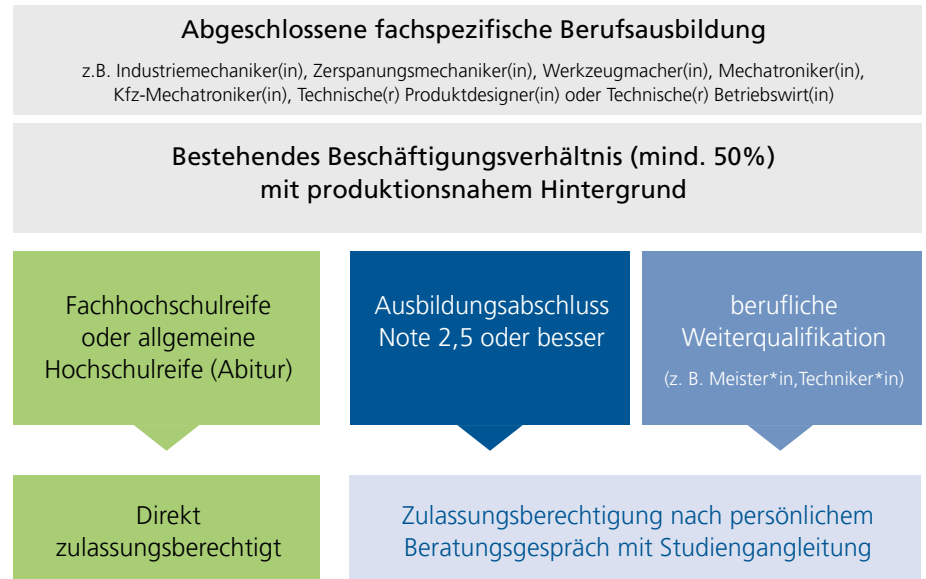 Abgeschlossene fachspezifische Berufsausbildung
z.B. Industriemechaniker(in), Zerspanungsmechaniker(in), Werkzeugmacher(in), Mechatroniker(in),
Kfz-Mechatroniker(in), Technische(r) Produktdesigner(in) oder Technische(r) Betriebswirt(in)
Bestehendes Beschäftigungsverhältnis (mind. 50%)
mit produktionsnahem Hintergrund
Fachhochschulreife
oder allgemeine
Hochschulreife (Abitur)
Ausbildungsabschluss
Note 2,5 oder besser
berufliche
Weiterqualifikation
(z. B. Meister*in,Techniker*in)
Direkt
zulassungsberechtigt
Zulassungsberechtigung nach persönlichem
Beratungsgespräch mit Studiengangleitung